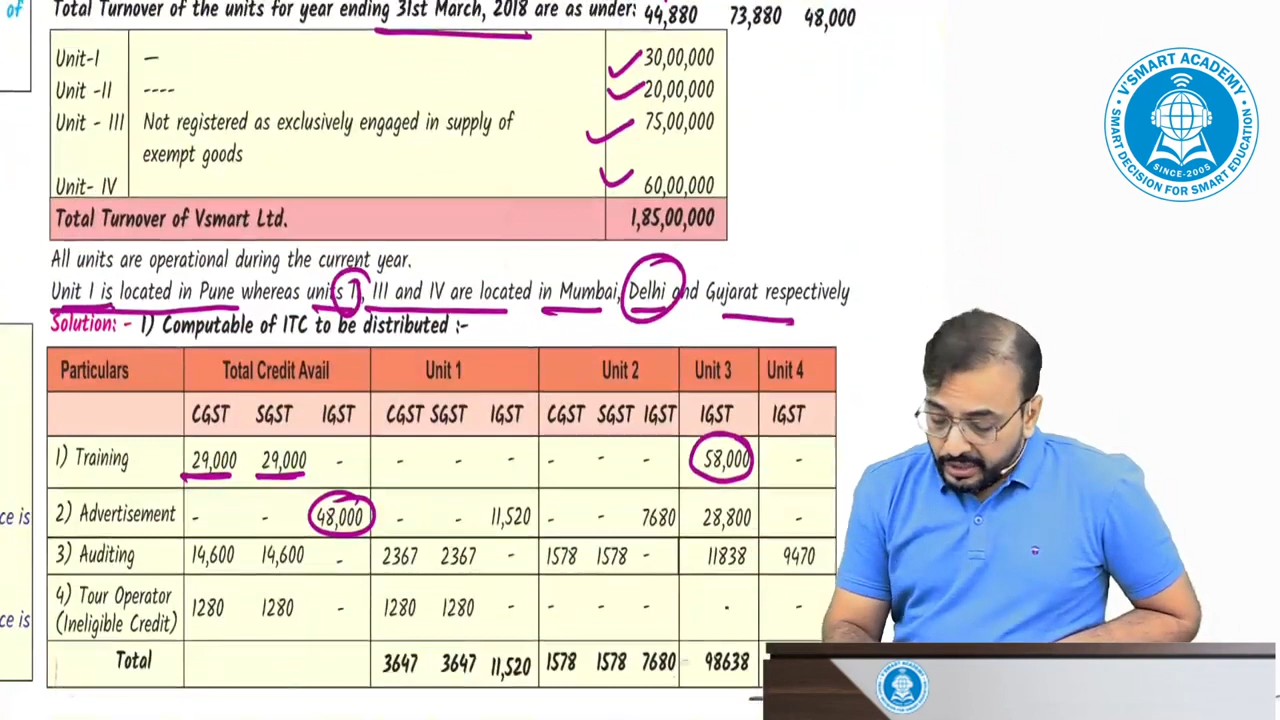 of
Total Turnover of the units for year ending 31st March, 2018 are as under:
44,880 73,880 48,000
Unit-I — 30,00,000
Unit -II ---- 20,00,000
Unit - III Not registered as exclusively engaged in supply of 75,00,000
exempt goods
Unit- IV 60,00,000
Total Turnover of Vsmart Ltd. 1,85,00,000
All units are operational during the current year.
Unit I is located in Pune whereas units , III and IV are located in Mumbai, Delhi and Gujarat respectively
Solution: - 1) Computable of ITC to be distributed :-
Particulars Total Credit Avail Unit 1 Unit 2 Unit 3 Unit 4
CGST SGST IGST CGST SGST IGST CGST SGST IGST IGST IGST
1) Training 29,000 29,000 - - - - - - - 58,000 -
2) Advertisement - - 48,000 - - 11,520 - - 7680 28,800 -
3) Auditing 14,600 14,600 - 2367 2367 - 1578 1578 - 11838 9470
4) Tour Operator
(Ineligible Credit) 1280 1280 - 1280 1280 - - - - . -
Total 3647 3647 11,520 1578 1578 7680 98638
ce is
ce is
V'SMART ACADEMY
SMART DECISION FOR SMART EDUCATION
SINCE-2005